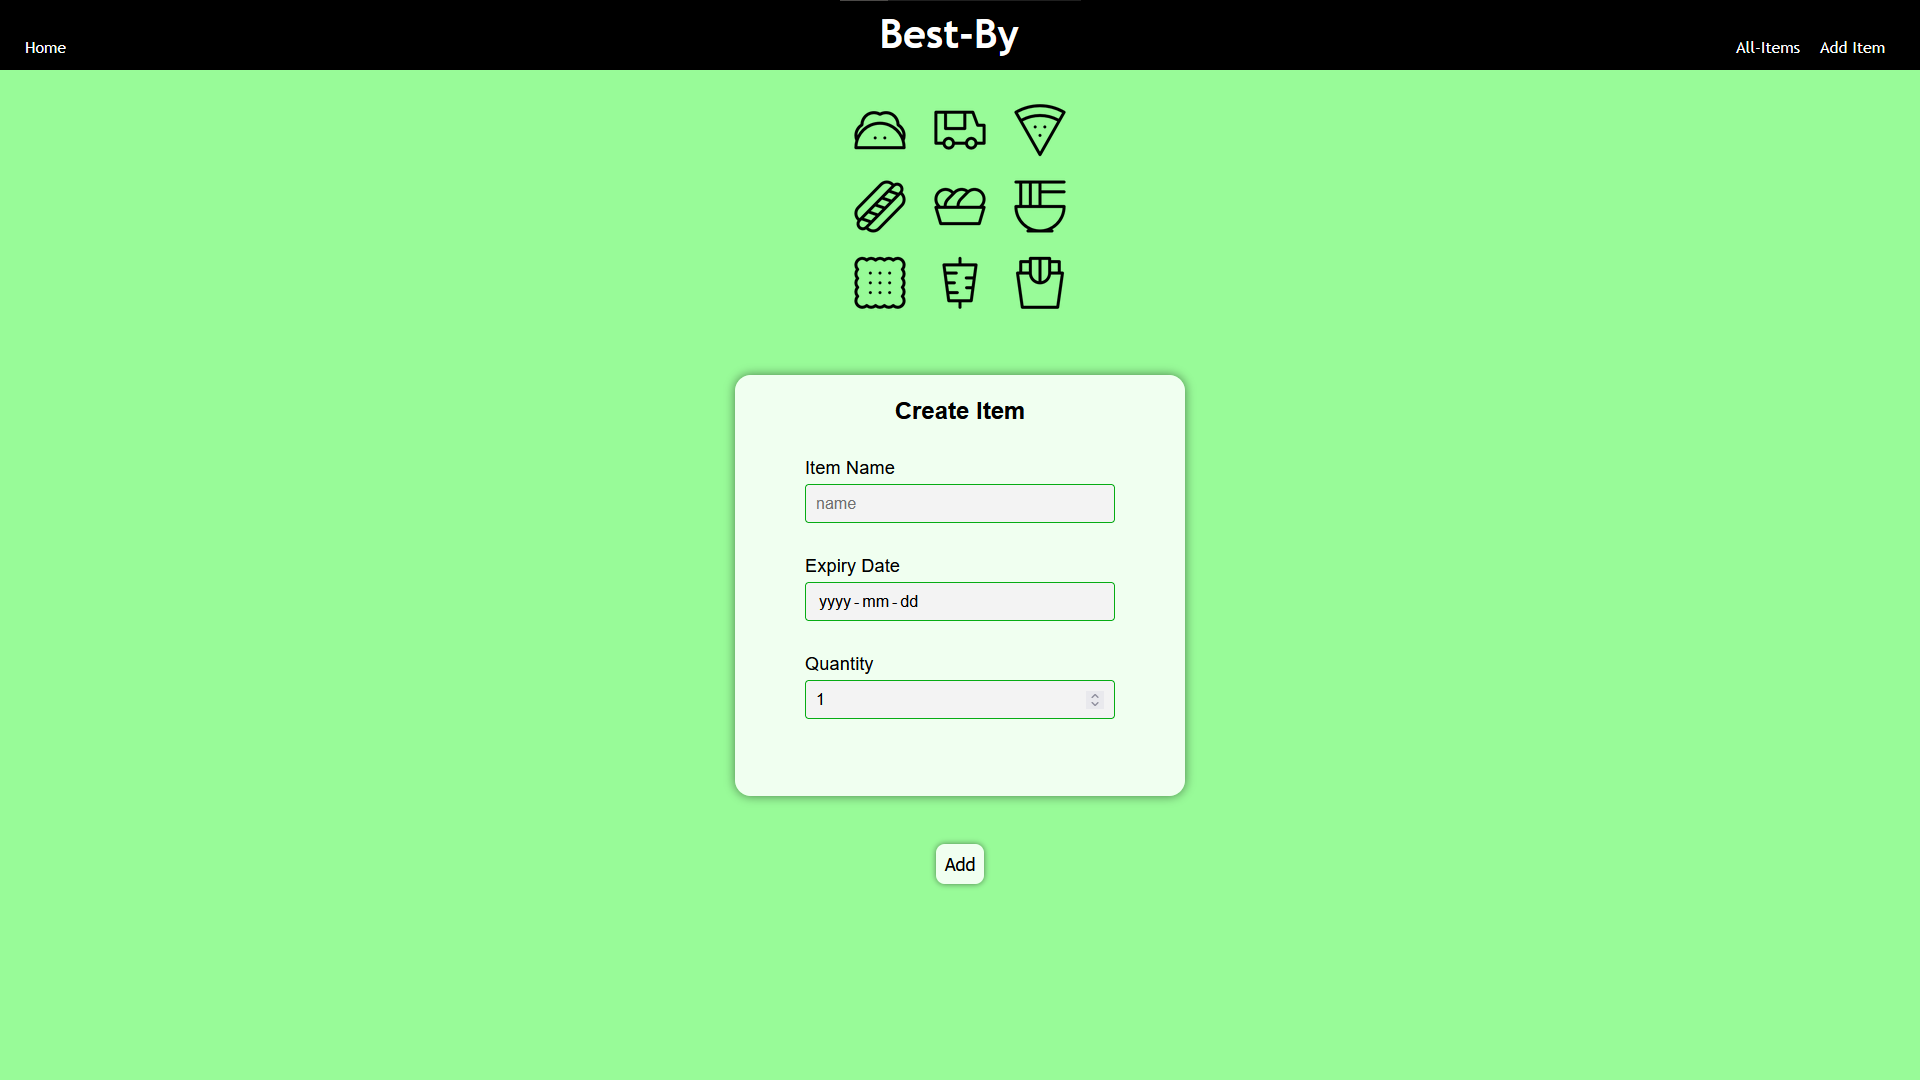 Home
Best-By
All-Items
Add Item
Create Item
Item Name
name
Expiry Date
yyyy-mm-dd
Quantity
1
Add